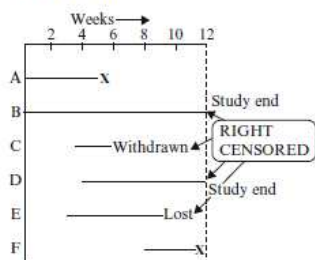 Weeks
2 4 6 8 10 12
A X
B Study end
RIGHT
CENSORED
C Withdrawn
D
Study end
E Lost
F X